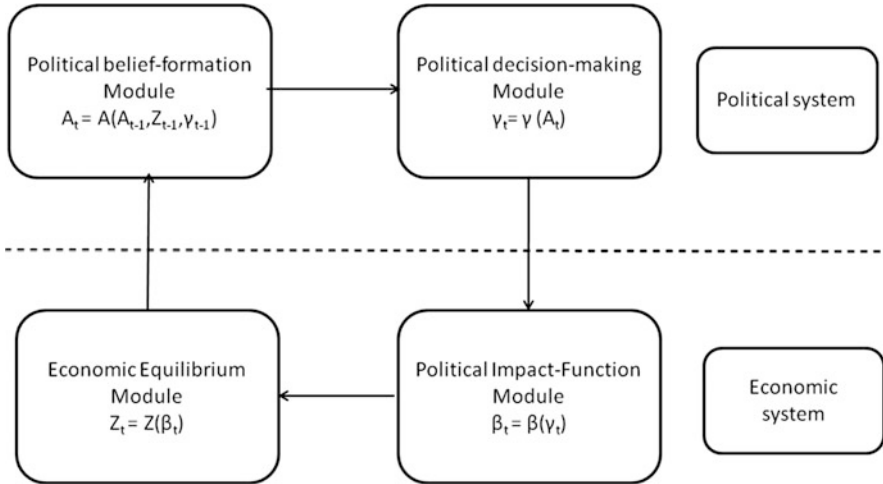 Political belief-formation
Module
Aₜ = A(Aₜ₋₁,Zₜ₋₁,γₜ₋₁)
Political decision-making
Module
γₜ= γ (Aₜ)
Political system
Economic Equilibrium
Module
Zₜ = Z(βₜ)
Political Impact-Function
Module
βₜ = β(γₜ)
Economic
system